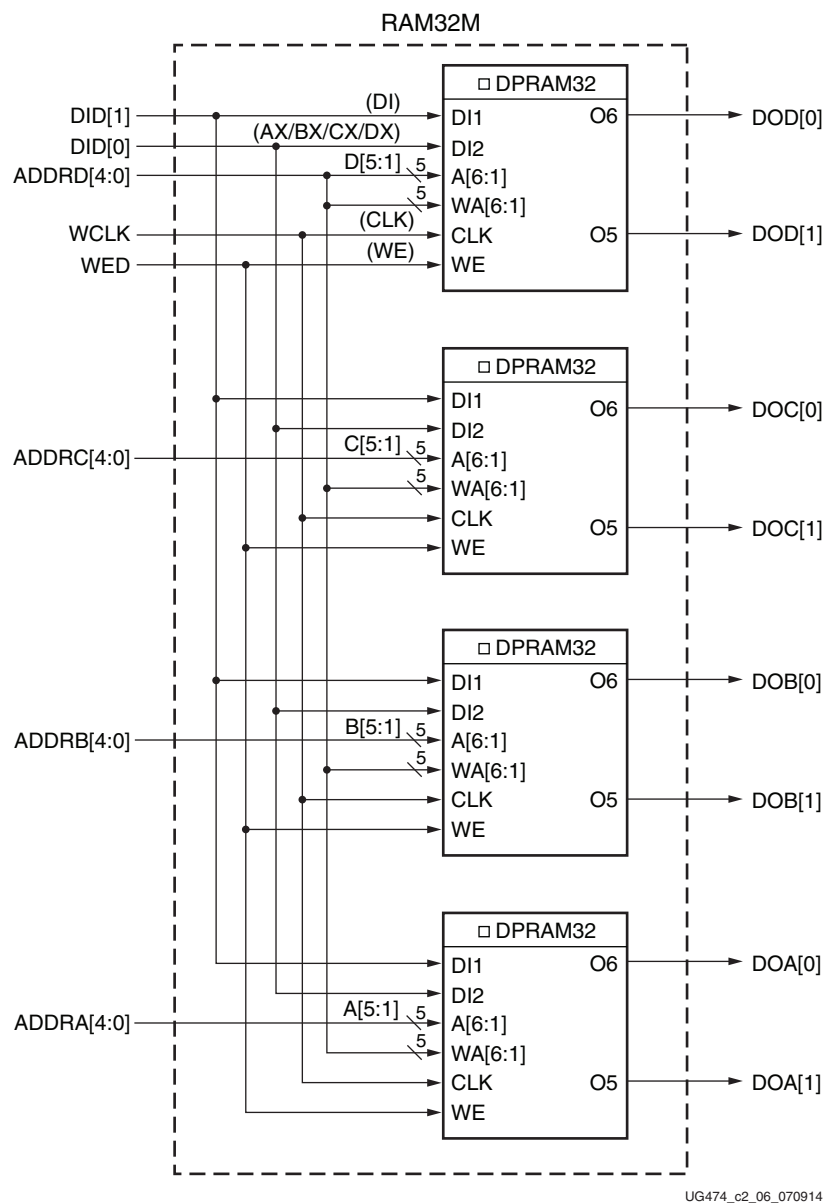 RAM32M
DPRAM32
DID[1] (DI) DI1 O6 DOD[0]
DID[0] (AX/BX/CX/DX) DI2
ADDRD[4:0] D[5:1] 5 A[6:1]
5 WA[6:1]
WCLK (CLK) CLK O5 DOD[1]
WED (WE) WE
DPRAM32
DI1 O6 DOC[0]
DI2
ADDRC[4:0] C[5:1] 5 A[6:1]
5 WA[6:1]
CLK O5 DOC[1]
WE
DPRAM32
DI1 O6 DOB[0]
DI2
ADDRB[4:0] B[5:1] 5 A[6:1]
5 WA[6:1]
CLK O5 DOB[1]
WE
DPRAM32
DI1 O6 DOA[0]
DI2
ADDRA[4:0] A[5:1] 5 A[6:1]
5 WA[6:1]
CLK O5 DOA[1]
WE
UG474_c2_06_070914